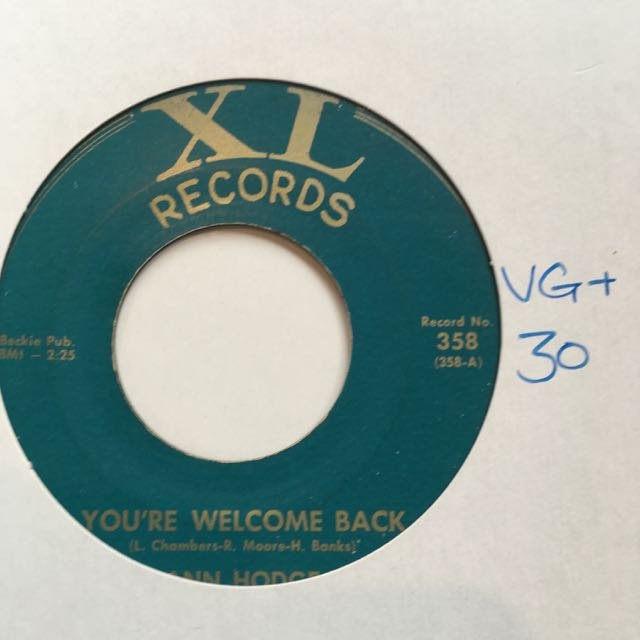 XL
RECORDS
Beckie Pub.
BMI - 2:25
Record No.
358
(358-A)
VG+
30
YOU'RE WELCOME BACK
(L. Chambers-R. Moore-H. Banks)
ANN